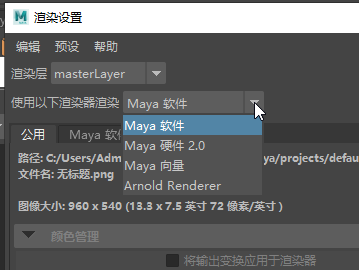 渲染设置
编辑 预设 帮助
渲染层 masterLayer
使用以下渲染器渲染 Maya 软件
Maya 软件
Maya 硬件 2.0
Maya 向量
Arnold Renderer
公用 Maya 软件
路径: C:/Users/Adm ya/projects/defau
文件名: 无标题.png
图像大小: 960 x 540 (13.3 x 7.5 英寸 72 像素/英寸 )
颜色管理
将输出变换应用于渲染器